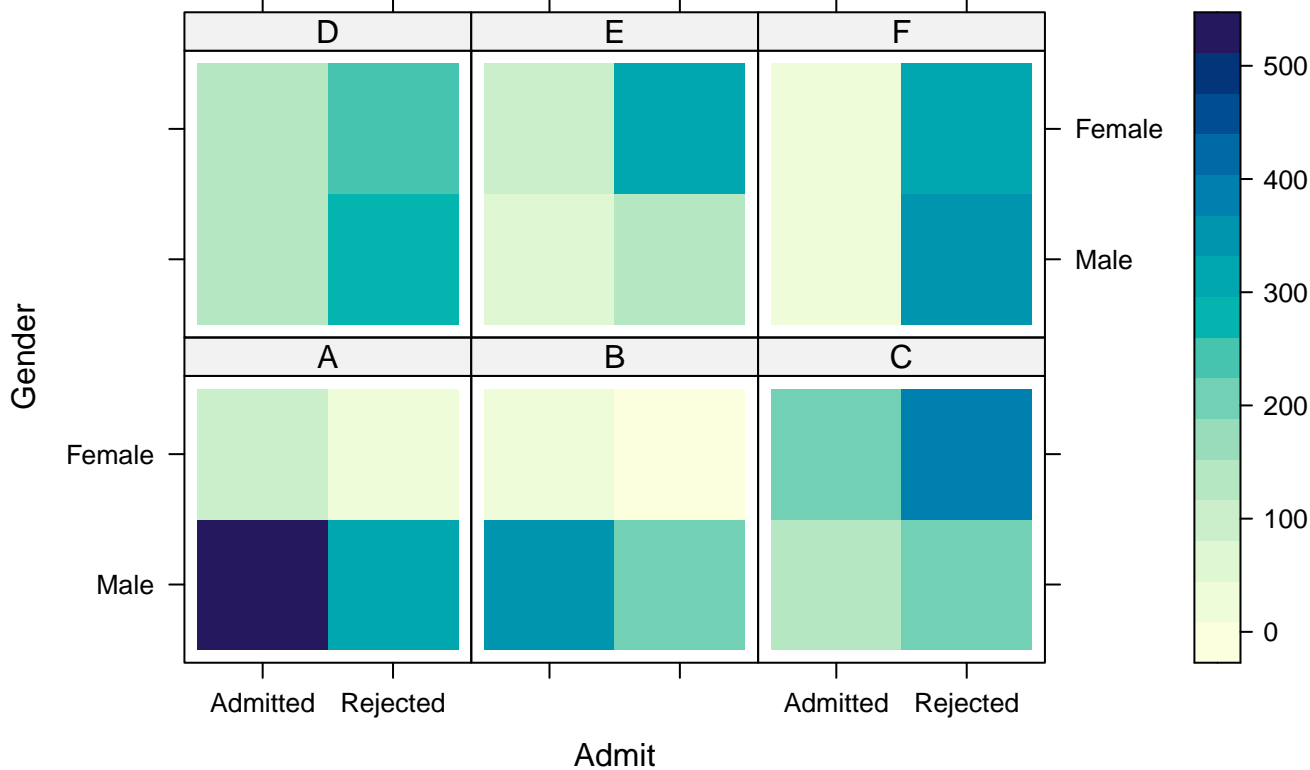 D E F
500
Female
400
Male
300
Gender
A B C
200
Female
100
Male
0
Admitted Rejected Admitted Rejected
Admit